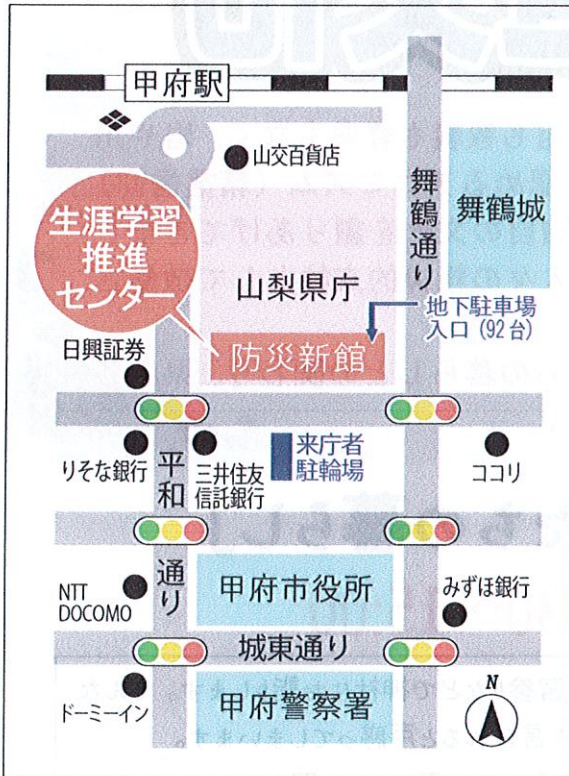 甲府駅
山交百貨店
舞鶴通り
舞鶴城
生涯学習
推進
センター
山梨県庁
地下駐車場
入口（92台）
防災新館
日興証券
りそな銀行
平和通り
三井住友
信託銀行
来庁者
駐輪場
ココリ
NTT
DOCOMO
甲府市役所
みずほ銀行
城東通り
ドーミーイン
甲府警察署
N